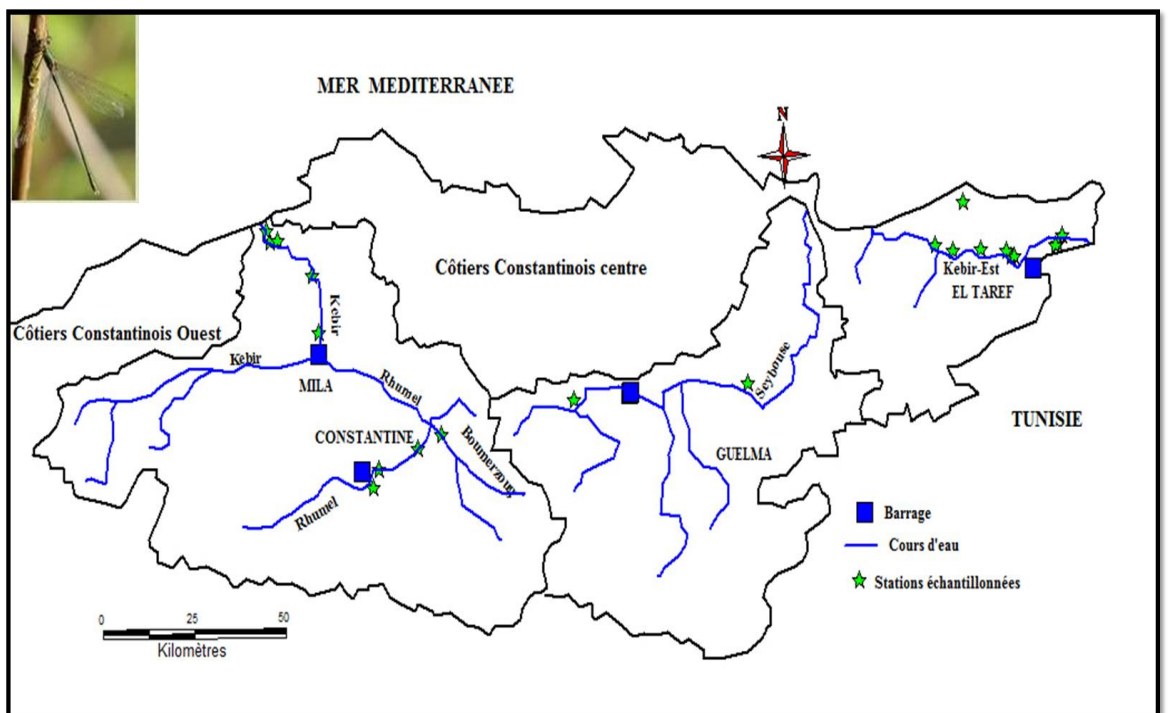 MER MEDITERRANEE
N
Côtiers Constantinois centre
Kebir-Est
EL TAREF
Côtiers Constantinois Ouest
Kebir
Kebir
MILA
Rhumel
Seybouse
TUNISIE
CONSTANTINE
Boumerzoug
GUELMA
Rhumel
Barrage
Cours d'eau
Stations échantillonnées
0 25 50
Kilomètres